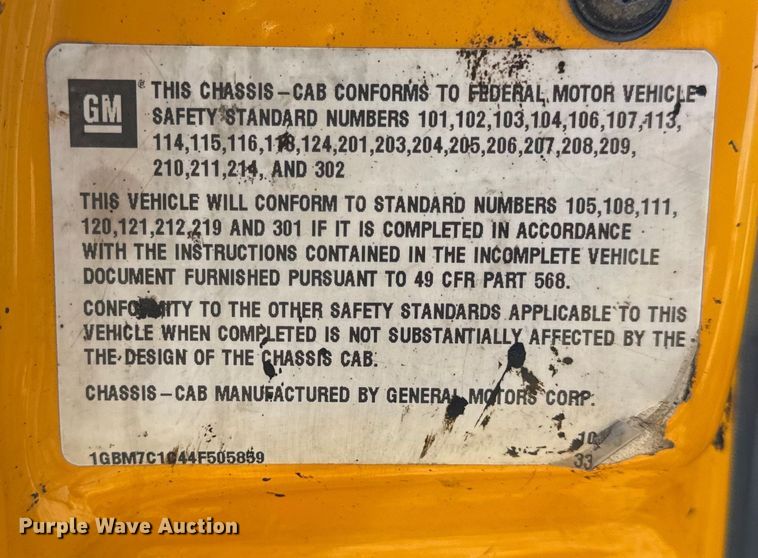 GM ® THIS CHASSIS-CAB CONFORMS TO FEDERAL MOTOR VEHICLE
SAFETY STANDARD NUMBERS 101,102,103,104,106,107,113,
114,115,116,118,124,201,203,204,205,206,207,208,209,
210,211,214, AND 302
THIS VEHICLE WILL CONFORM TO STANDARD NUMBERS 105,108,111,
120,121,212,219 AND 301 IF IT IS COMPLETED IN ACCORDANCE
WITH THE INSTRUCTIONS CONTAINED IN THE INCOMPLETE VEHICLE
DOCUMENT FURNISHED PURSUANT TO 49 CFR PART 568.
CONFORMITY TO THE OTHER SAFETY STANDARDS APPLICABLE TO THIS
VEHICLE WHEN COMPLETED IS NOT SUBSTANTIALLY AFFECTED BY THE
THE DESIGN OF THE CHASSIS CAB.
CHASSIS-CAB MANUFACTURED BY GENERAL MOTORS CORP.
10
1GBM7C1C44F505859 33
Purple Wave Auction